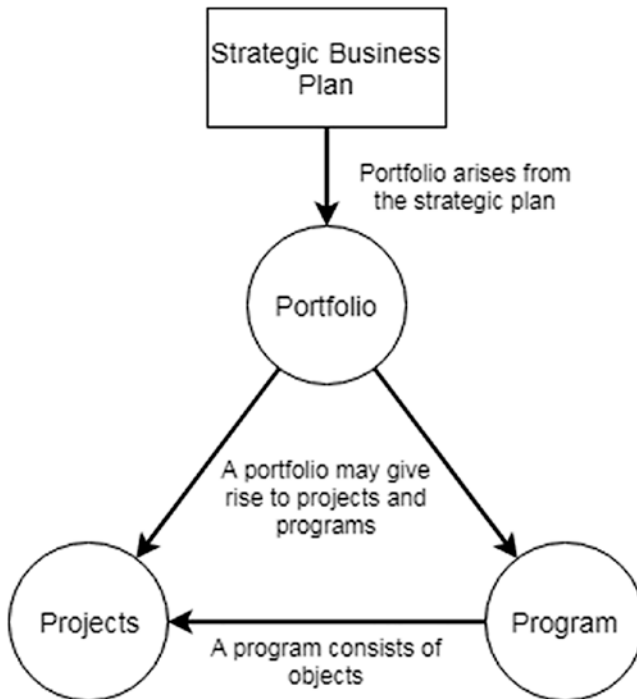 Strategic Business
Plan
Portfolio arises from
the strategic plan
Portfolio
A portfolio may give
rise to projects and
programs
Projects
Program
A program consists of
objects